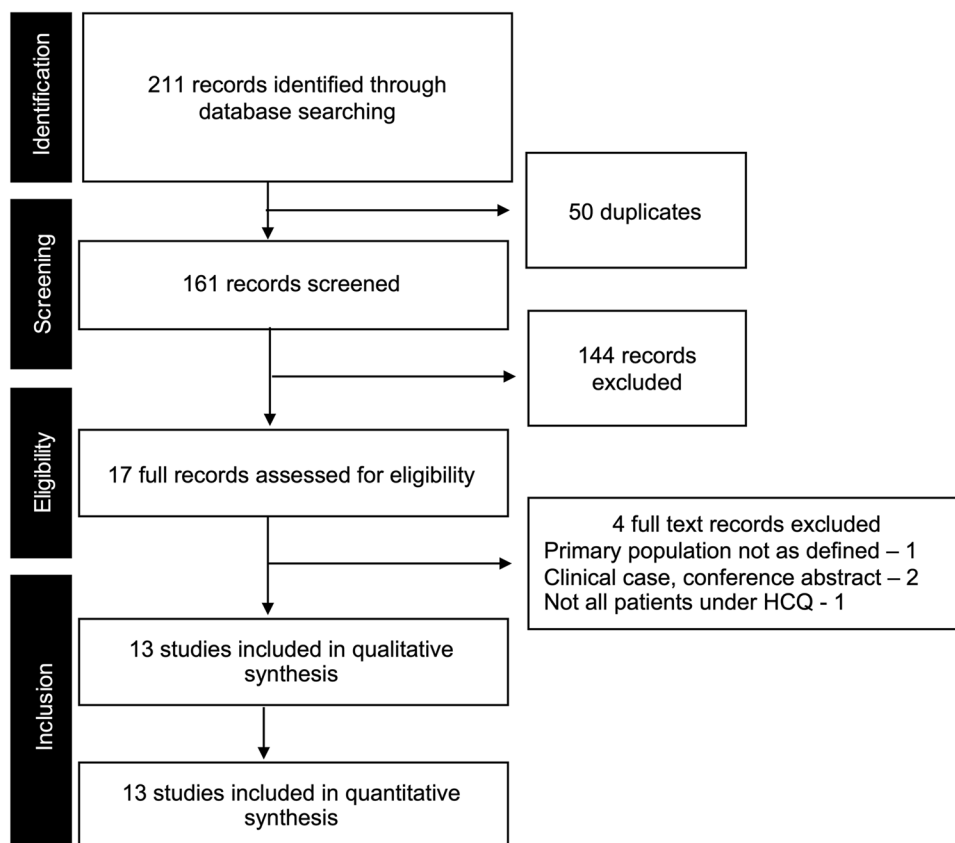 Identification
211 records identified through
database searching
50 duplicates
Screening
161 records screened
144 records
excluded
Eligibility
17 full records assessed for eligibility
4 full text records excluded
Primary population not as defined – 1
Clinical case, conference abstract – 2
Not all patients under HCQ - 1
Inclusion
13 studies included in qualitative
synthesis
13 studies included in quantitative
synthesis